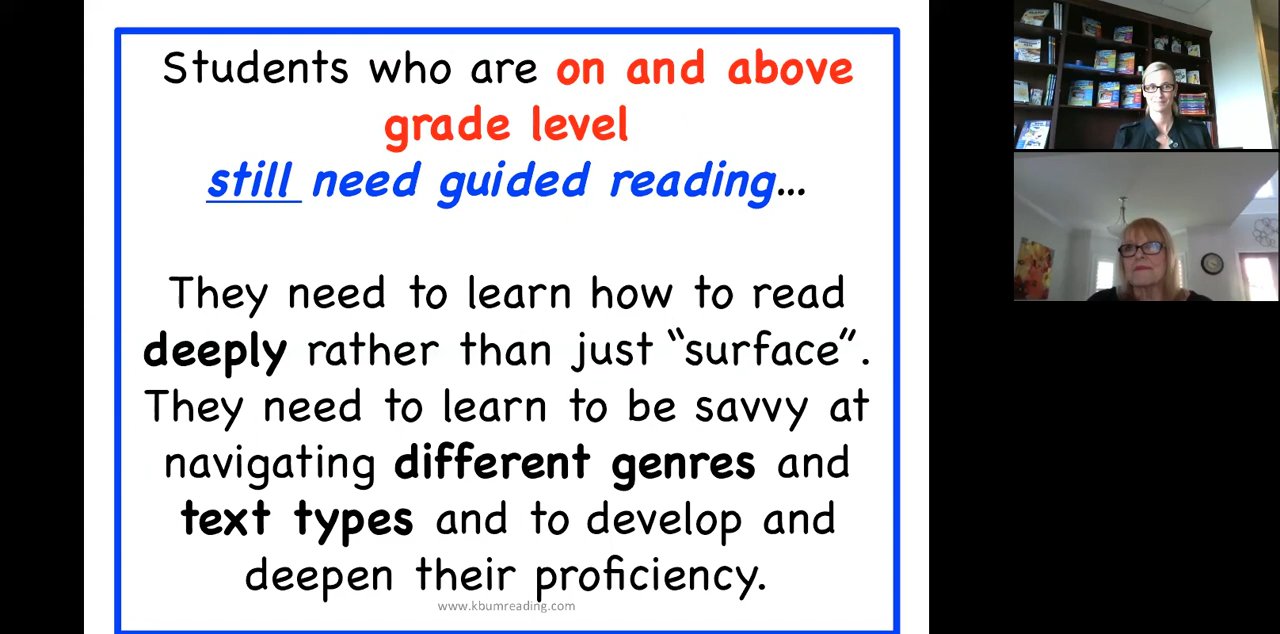 Students who are on and above
grade level
still need guided reading...
They need to learn how to read
deeply rather than just “surface”.
They need to learn to be savvy at
navigating different genres and
text types and to develop and
deepen their proficiency.
www.kbumreading.com